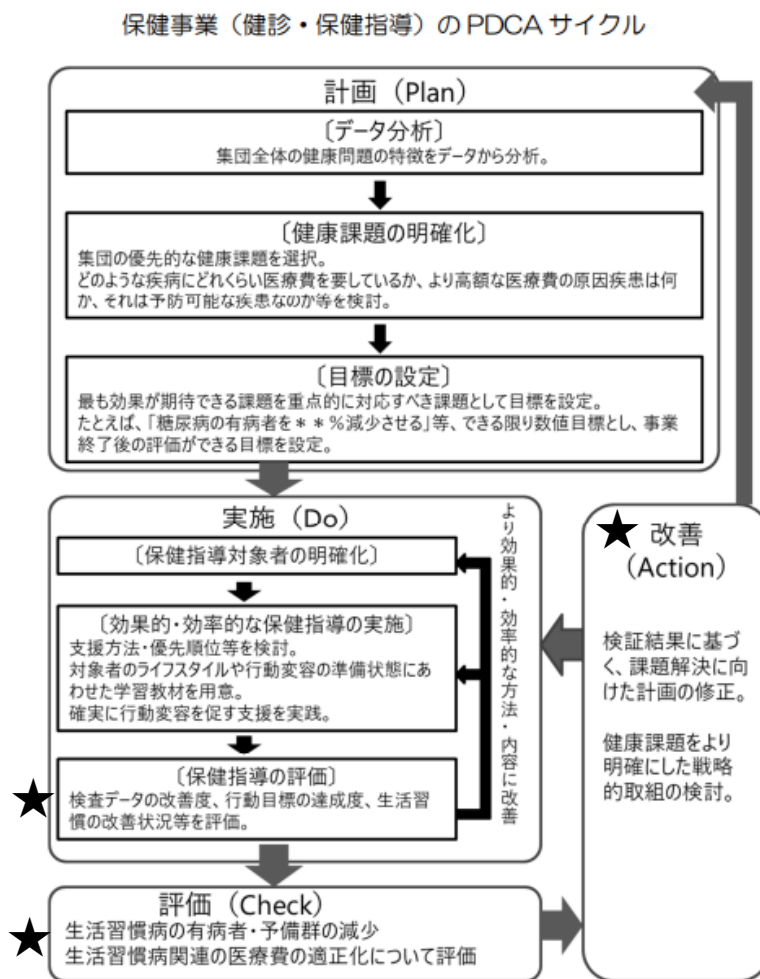 保健事業（健診・保健指導）のPDCAサイクル
計画（Plan）
〔データ分析〕
集団全体の健康問題の特徴をデータから分析。
〔健康課題の明確化〕
集団の優先的な健康課題を選択。
どのような疾病にどれくらい医療費を要しているか、より高額な医療費の原因疾患は何
か、それは予防可能な疾患なのか等を検討。
〔目標の設定〕
最も効果が期待できる課題を重点的に対応すべき課題として目標を設定。
たとえば、「糖尿病の有病者を＊＊%減少させる」等、できる限り数値目標とし、事業
終了後の評価ができる目標を設定。
実施（Do）
〔保健指導対象者の明確化〕
〔効果的・効率的な保健指導の実施〕
支援方法・優先順位等を検討。
対象者のライフスタイルや行動変容の準備状態にあ
わせた学習教材を用意。
確実に行動変容を促す支援を実践。
〔保健指導の評価〕
検査データの改善度、行動目標の達成度、生活習
慣の改善状況等を評価。
より効果的・効率的な方法・内容に改善
評価（Check）
生活習慣病の有病者・予備群の減少
生活習慣病関連の医療費の適正化について評価
改善
（Action）
検証結果に基づ
く、課題解決に向
けた計画の修正。
健康課題をより
明確にした戦略
的取組の検討。